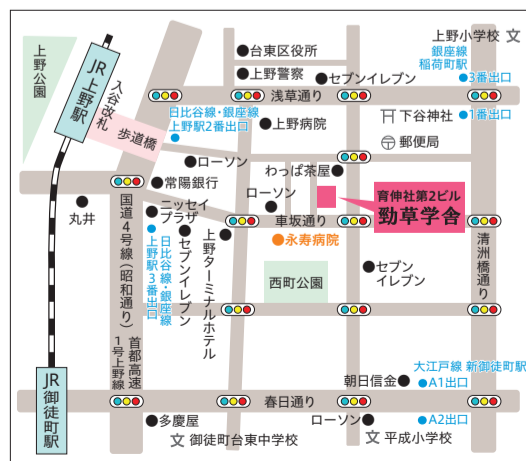 上野公園
JR上野駅
入谷改札
歩道橋
台東区役所
上野警察
セブンイレブン
浅草通り
上野小学校 文
銀座線
稲荷町駅
3番出口
下谷神社
1番出口
〒郵便局
日比谷線・銀座線
上野駅2番出口
上野病院
ローソン
わっぱ茶屋
常陽銀行
ローソン
育伸社第2ビル
勁草学舎
丸井
国道4号線(昭和通り)
ニッセイ
プラザ
日比谷線・銀座線
上野駅3番出口
セブンイレブン
上野ターミナルホテル
車坂通り
永寿病院
西町公園
セブン
イレブン
清洲橋通り
首都高速
1号上野線
JR御徒町駅
大江戸線 新御徒町駅
朝日信金
A1出口
春日通り
多慶屋
ローソン
A2出口
文 御徒町台東中学校
文 平成小学校